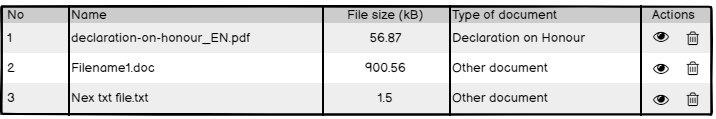 No Name File size (kB) Type of document Actions
1 declaration-on-honour_EN.pdf 56.87 Declaration on Honour
2 Filename1.doc 900.56 Other document
3 Nex txt file.txt 1.5 Other document